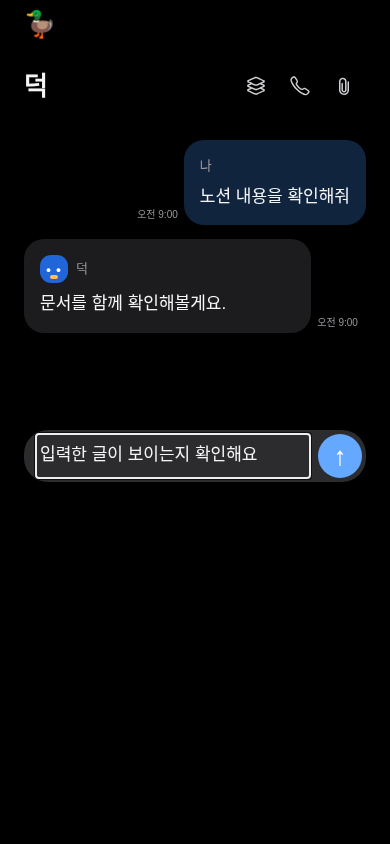 덕
나
노션 내용을 확인해줘
오전 9:00
덕
문서를 함께 확인해볼게요.
오전 9:00
입력한 글이 보이는지 확인해요
↑